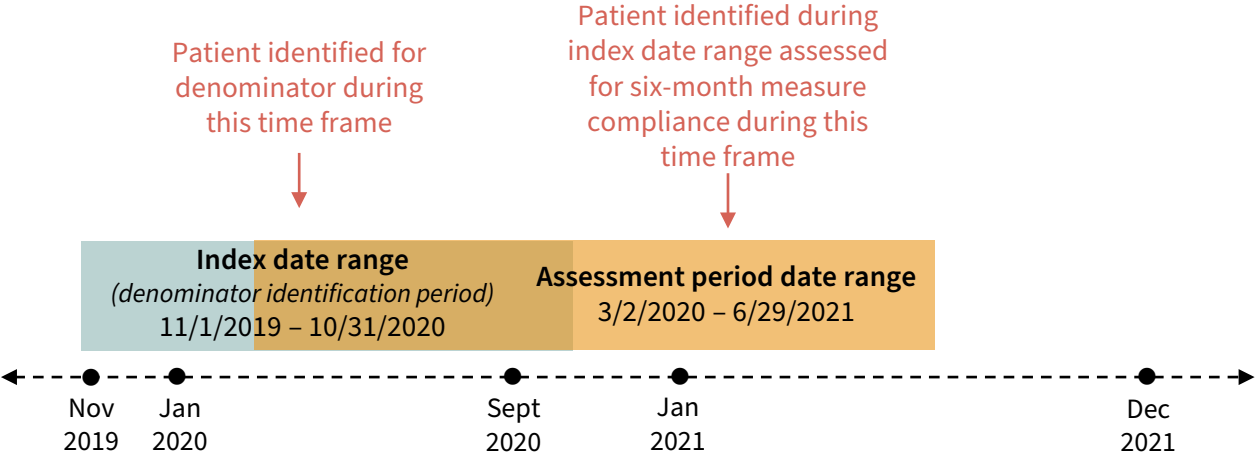 Patient identified for
denominator during
this time frame
Patient identified during
index date range assessed
for six-month measure
compliance during this
time frame
Index date range
(denominator identification period)
11/1/2019 – 10/31/2020
Assessment period date range
3/2/2020 – 6/29/2021
Nov
2019
Jan
2020
Sept
2020
Jan
2021
Dec
2021